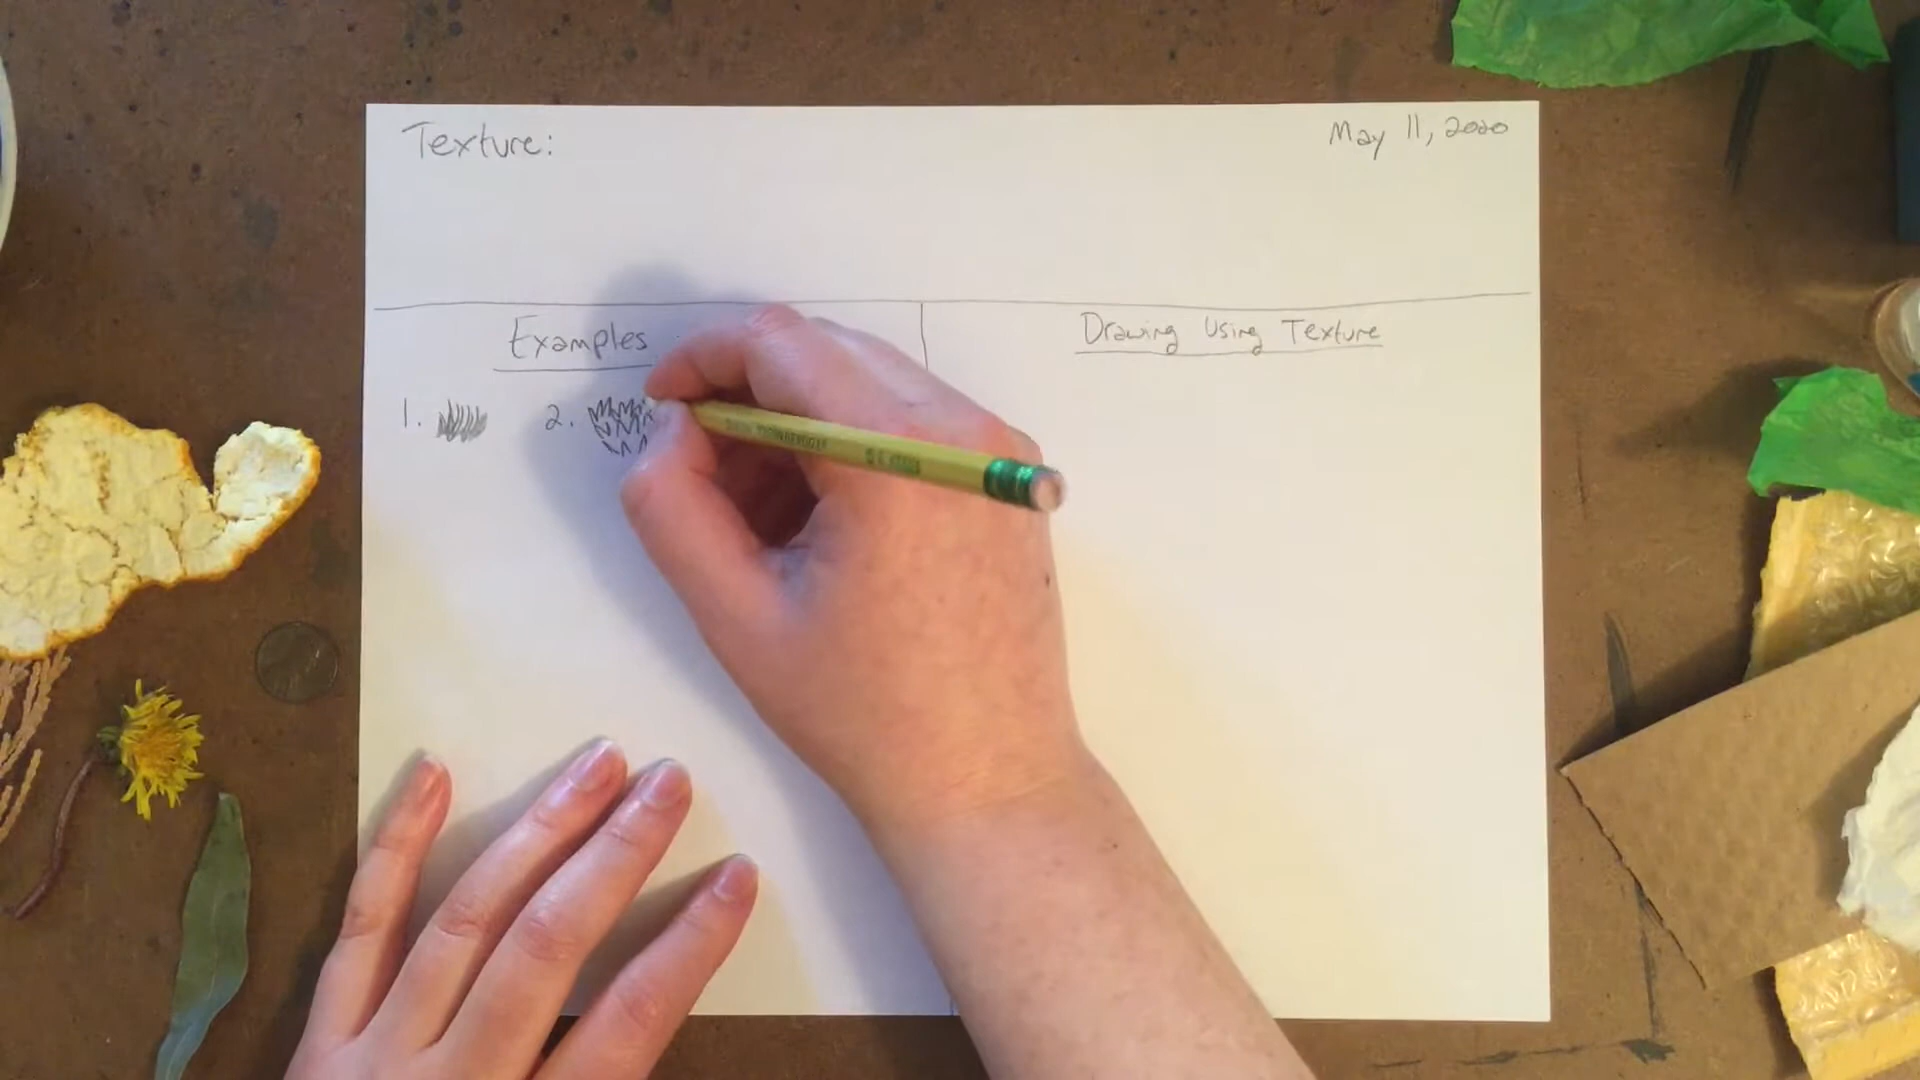 Texture:
May 11, 2020
Examples
Drawing Using Texture
1.
2.